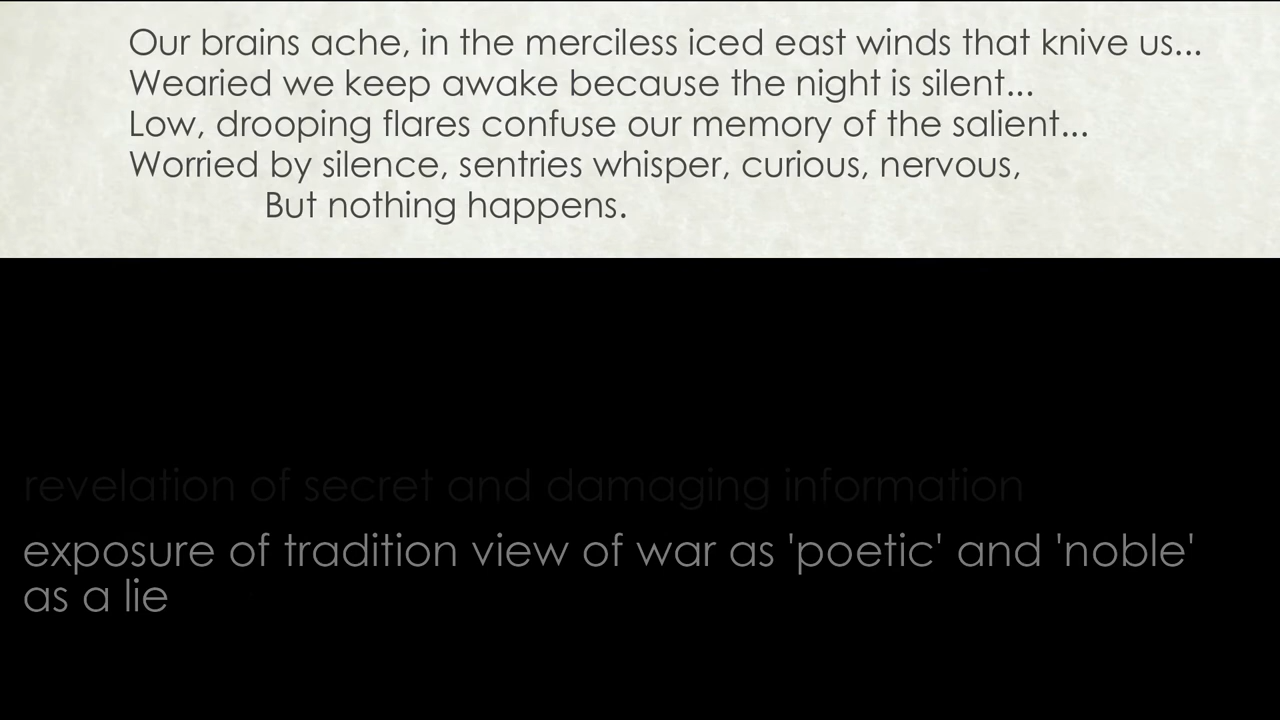 Our brains ache, in the merciless iced east winds that knive us...
Wearied we keep awake because the night is silent...
Low, drooping flares confuse our memory of the salient...
Worried by silence, sentries whisper, curious, nervous,
But nothing happens.
revelation of secret and damaging information
exposure of tradition view of war as 'poetic' and 'noble'
as a lie